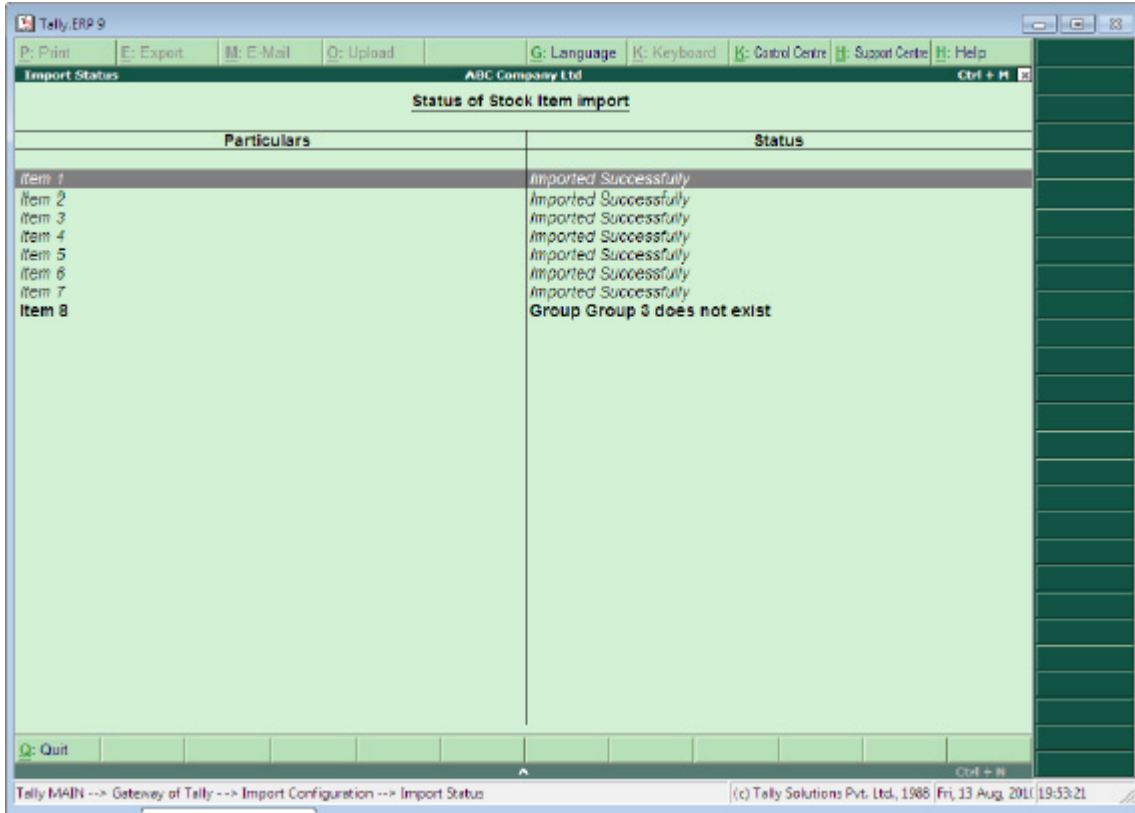 Tally.ERP 9
P: Print E: Export M: E-Mail O: Upload G: Language K: Keyboard K: Control Centre H: Support Centre H: Help
Import Status ABC Company Ltd Ctrl + M
Status of Stock Item import
Particulars Status
Item 1 Imported Successfully
Item 2 Imported Successfully
Item 3 Imported Successfully
Item 4 Imported Successfully
Item 5 Imported Successfully
Item 6 Imported Successfully
Item 7 Imported Successfully
Item 8 Group Group 3 does not exist
Q: Quit
Ctrl + N
Tally MAIN --> Gateway of Tally --> Import Configuration --> Import Status (c) Tally Solutions Pvt. Ltd., 1988 Fri, 13 Aug, 201 19:53:21